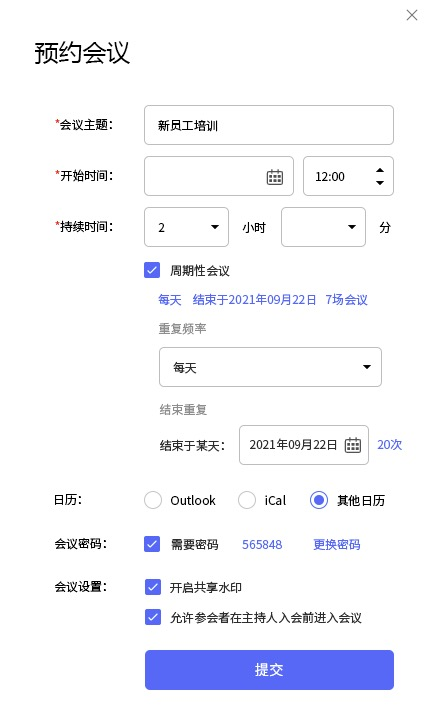 预约会议
*会议主题： 新员工培训
*开始时间： 12:00
*持续时间： 2 小时 分
周期性会议
每天 结束于2021年09月22日 7场会议
重复频率
每天
结束重复
结束于某天： 2021年09月22日 20次
日历： Outlook iCal 其他日历
会议密码： 需要密码 565848 更换密码
会议设置： 开启共享水印
允许参会者在主持人入会前进入会议
提交